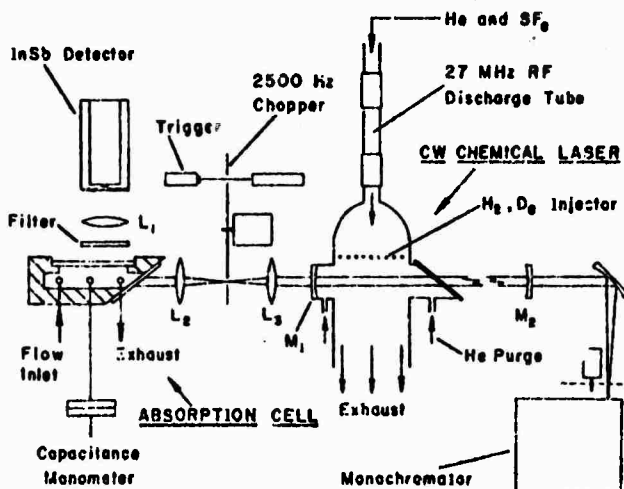 He and SF6
InSb Detector
2500 Hz
Chopper
27 MHz RF
Discharge Tube
Trigger
CW CHEMICAL LASER
H2, D2 Injector
Filter
L1
L2
L3
M1
M2
Flow
Inlet
Exhaust
He Purge
ABSORPTION CELL
Exhaust
Capacitance
Manometer
Monochromator